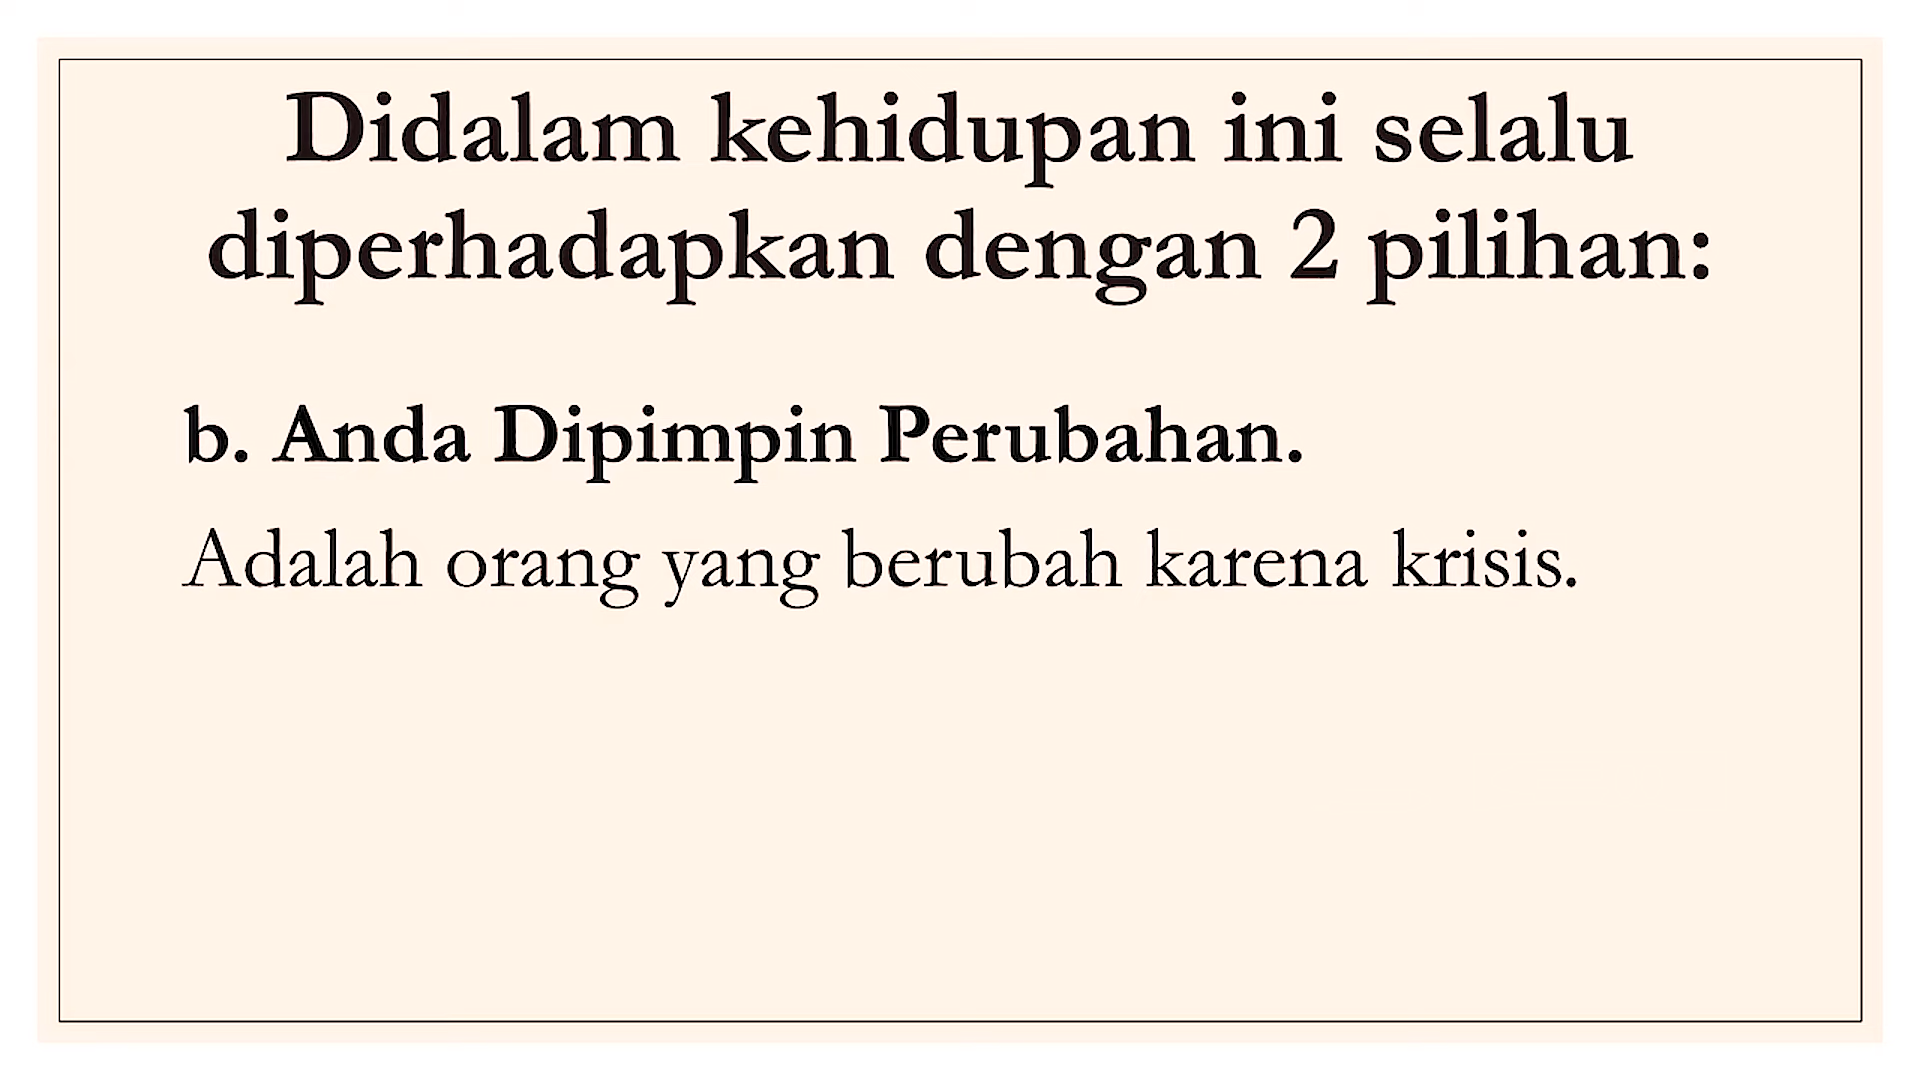 Didalam kehidupan ini selalu
diperhadapkan dengan 2 pilihan:
b. Anda Dipimpin Perubahan.
Adalah orang yang berubah karena krisis.